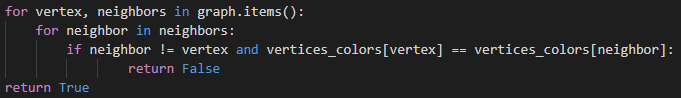 for vertex, neighbors in graph.items():
    for neighbor in neighbors:
        if neighbor != vertex and vertices_colors[vertex] == vertices_colors[neighbor]:
                return False
return True